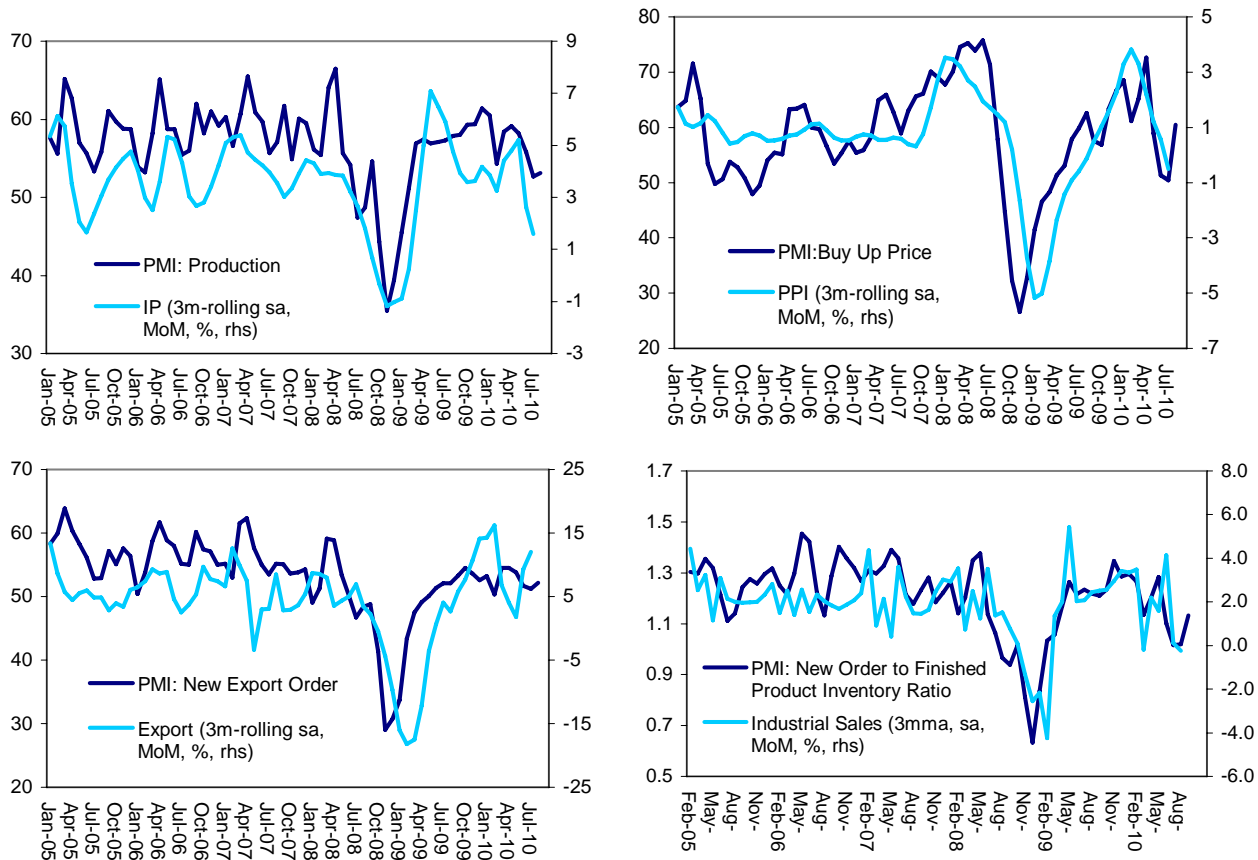 70
60
50
40
30
9
7
5
3
1
-1
-3
PMI: Production
IP (3m-rolling sa,
MoM, %, rhs)
Jan-05
Apr-05
Jul-05
Oct-05
Jan-06
Apr-06
Jul-06
Oct-06
Jan-07
Apr-07
Jul-07
Oct-07
Jan-08
Apr-08
Jul-08
Oct-08
Jan-09
Apr-09
Jul-09
Oct-09
Jan-10
Apr-10
Jul-10
80
70
60
50
40
30
20
5
3
1
-1
-3
-5
-7
PMI:Buy Up Price
PPI (3m-rolling sa,
MoM, %, rhs)
Jan-05
Apr-05
Jul-05
Oct-05
Jan-06
Apr-06
Jul-06
Oct-06
Jan-07
Apr-07
Jul-07
Oct-07
Jan-08
Apr-08
Jul-08
Oct-08
Jan-09
Apr-09
Jul-09
Oct-09
Jan-10
Apr-10
Jul-10
70
60
50
40
30
20
25
15
5
-5
-15
-25
PMI: New Export Order
Export (3m-rolling sa,
MoM, %, rhs)
Jan-05
Apr-05
Jul-05
Oct-05
Jan-06
Apr-06
Jul-06
Oct-06
Jan-07
Apr-07
Jul-07
Oct-07
Jan-08
Apr-08
Jul-08
Oct-08
Jan-09
Apr-09
Jul-09
Oct-09
Jan-10
Apr-10
Jul-10
1.7
1.5
1.3
1.1
0.9
0.7
0.5
8.0
6.0
4.0
2.0
0.0
-2.0
-4.0
-6.0
PMI: New Order to Finished
Product Inventory Ratio
Industrial Sales (3mma, sa,
MoM, %, rhs)
Feb-05
May-
Aug-
Nov-
Feb-06
May-
Aug-
Nov-
Feb-07
May-
Aug-
Nov-
Feb-08
May-
Aug-
Nov-
Feb-09
May-
Aug-
Nov-
Feb-10
May-
Aug-